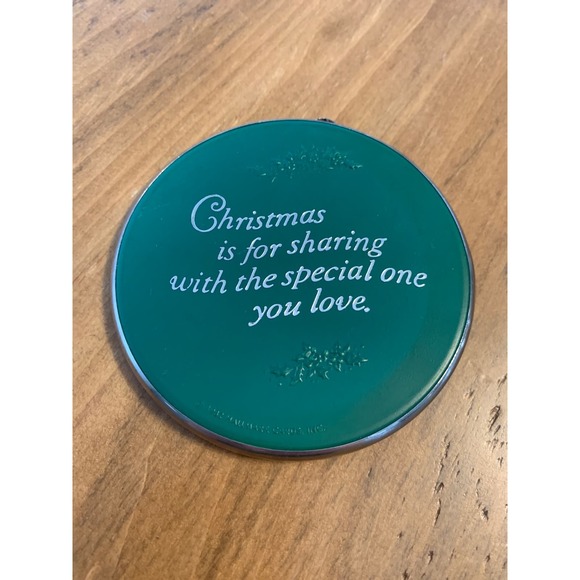 Christmas
is for sharing
with the special one
you love.